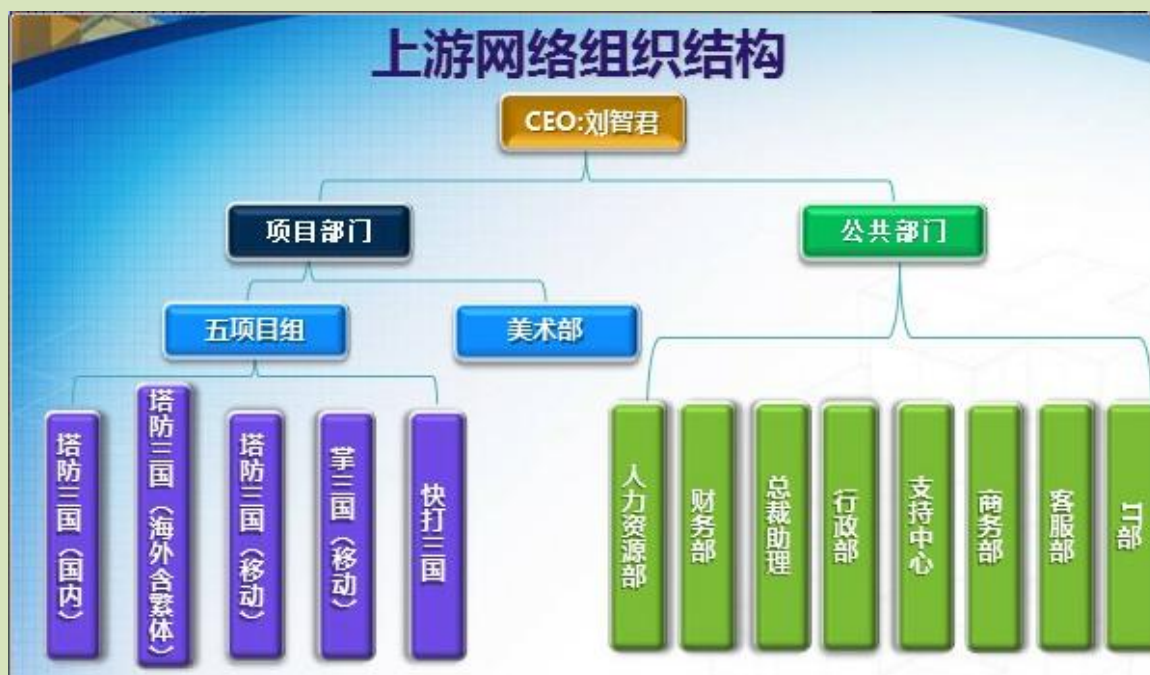 上游网络组织结构
CEO:刘智君
项目部门
公共部门
五项目组
美术部
塔防三国（国内）
塔防三国（海外含繁体）
塔防三国（移动）
掌三国（移动）
快打三国
人力资源部
财务部
总裁助理
行政部
支持中心
商务部
客服部
IT部